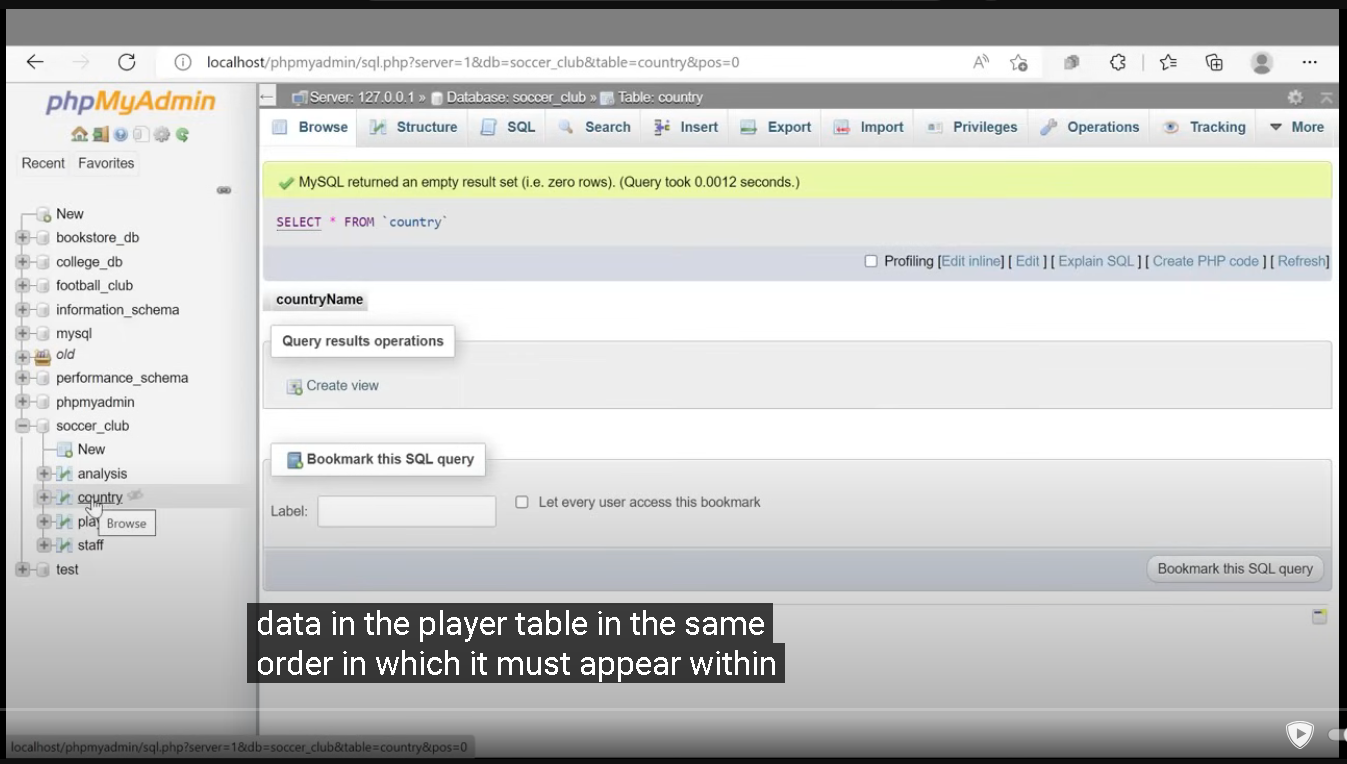 localhost/phpmyadmin/sql.php?server=1&db=soccer_club&table=country&pos=0
phpMyAdmin
Recent Favorites
New
bookstore_db
college_db
football_club
information_schema
mysql
old
performance_schema
phpmyadmin
soccer_club
New
analysis
country
play
Browse
staff
test
Server: 127.0.0.1 » Database: soccer_club » Table: country
Browse Structure SQL Search Insert Export Import Privileges Operations Tracking More
MySQL returned an empty result set (i.e. zero rows). (Query took 0.0012 seconds.)
SELECT * FROM `country`
Profiling [Edit inline] [ Edit ] [ Explain SQL ] [ Create PHP code ] [ Refresh]
countryName
Query results operations
Create view
Bookmark this SQL query
Label: Let every user access this bookmark
Bookmark this SQL query
data in the player table in the same
order in which it must appear within
localhost/phpmyadmin/sql.php?server=1&db=soccer_club&table=country&pos=0